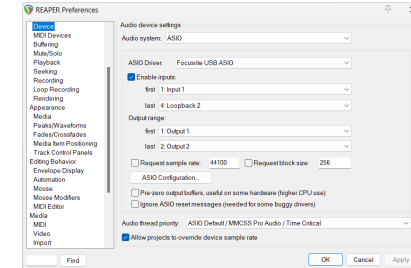 REAPER Preferences
Device
MIDI Devices
Buffering
Mute/Solo
Playback
Seeking
Recording
Loop Recording
Rendering
Appearance
Media
Peaks/Waveforms
Fades/Crossfades
Media Item Positioning
Track Control Panels
Editing Behavior
Envelope Display
Automation
Mouse
Mouse Modifiers
MIDI Editor
Media
MIDI
Video
Import
Find
Audio device settings
Audio system: ASIO
ASIO Driver: Focusrite USB ASIO
Enable inputs:
first 1: Input 1
last 4: Loopback 2
Output range:
first 1: Output 1
last 2: Output 2
Request sample rate: 44100 Request block size: 256
ASIO Configuration...
Pre-zero output buffers, useful on some hardware (higher CPU use)
Ignore ASIO reset messages (needed for some buggy drivers)
Audio thread priority: ASIO Default / MMCSS Pro Audio / Time Critical
Allow projects to override device sample rate
OK Cancel Apply